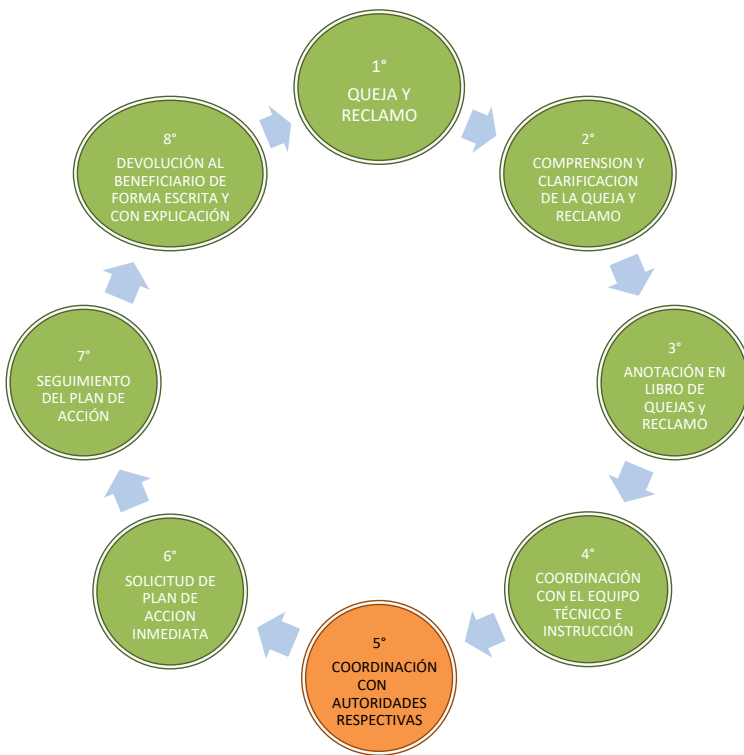 1°
QUEJA Y
RECLAMO
2°
COMPRENSION Y
CLARIFICACION
DE LA QUEJA Y
RECLAMO
3°
ANOTACIÓN EN
LIBRO DE
QUEJAS y
RECLAMO
4°
COORDINACIÓN
CON EL EQUIPO
TÉCNICO E
INSTRUCCIÓN
5°
COORDINACIÓN
CON
AUTORIDADES
RESPECTIVAS
6°
SOLICITUD DE
PLAN DE
ACCION
INMEDIATA
7°
SEGUIMIENTO
DEL PLAN DE
ACCIÓN
8°
DEVOLUCIÓN AL
BENEFICIARIO DE
FORMA ESCRITA Y
CON EXPLICACIÓN